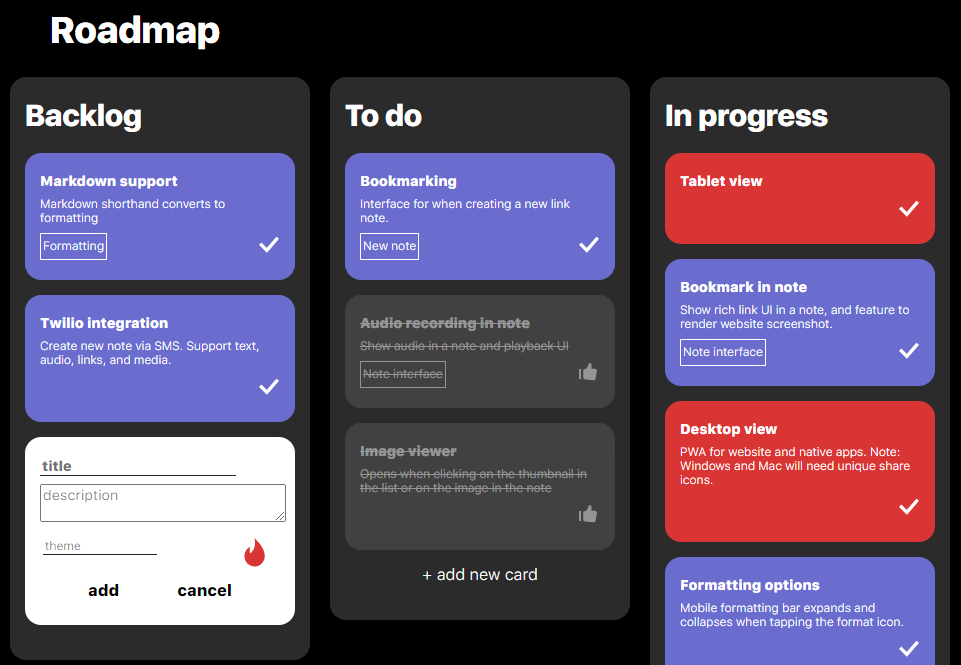 Roadmap
Backlog
Markdown support
Markdown shorthand converts to
formatting
Formatting
Twilio integration
Create new note via SMS. Support text,
audio, links, and media.
title
description
theme
add cancel
To do
Bookmarking
Interface for when creating a new link
note.
New note
Audio recording in note
Show audio in a note and playback UI
Note interface
Image viewer
Opens when clicking on the thumbnail in
the list or on the image in the note
+ add new card
In progress
Tablet view
Bookmark in note
Show rich link UI in a note, and feature to
render website screenshot.
Note interface
Desktop view
PWA for website and native apps. Note:
Windows and Mac will need unique share
icons.
Formatting options
Mobile formatting bar expands and
collapses when tapping the format icon.